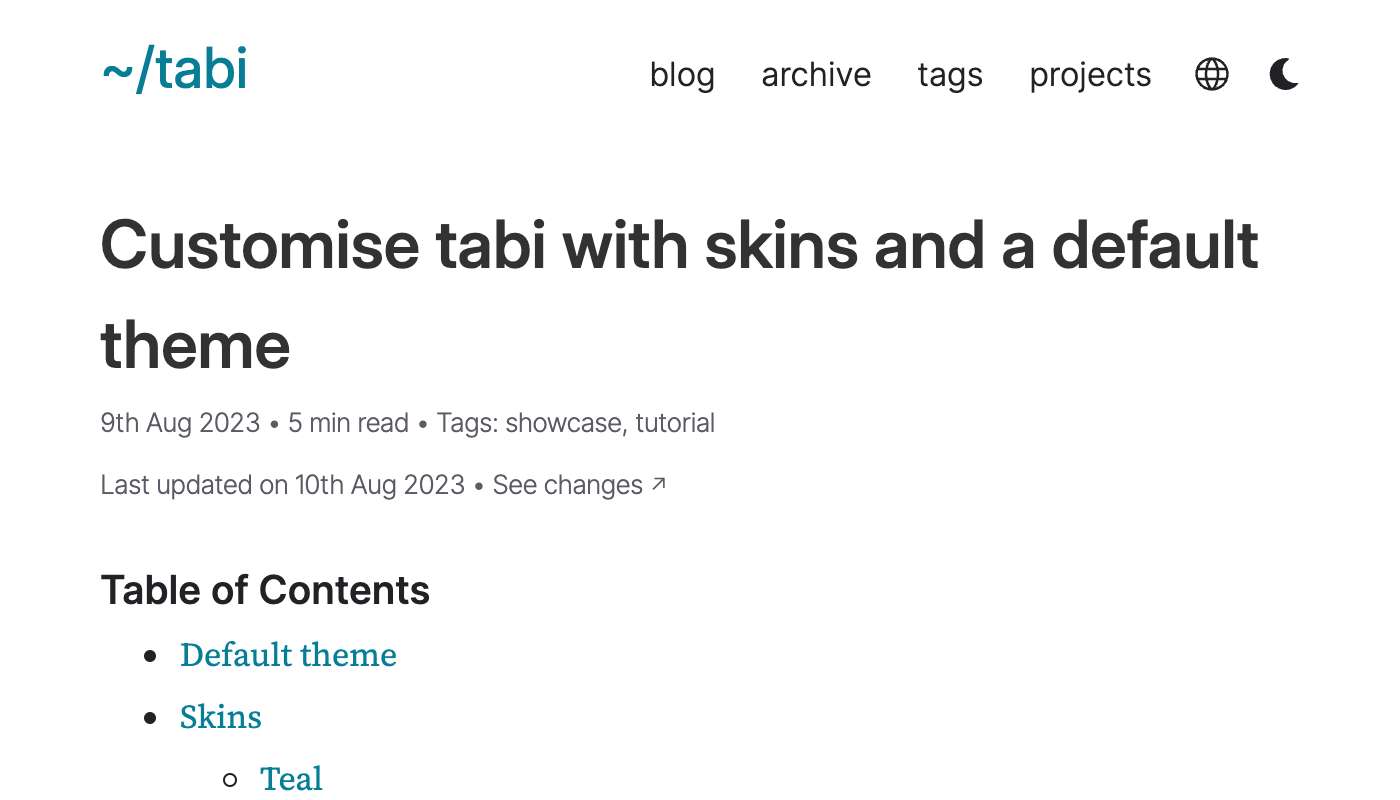 ~/tabi
blog archive tags projects
Customise tabi with skins and a default
theme
9th Aug 2023 • 5 min read • Tags: showcase, tutorial
Last updated on 10th Aug 2023 • See changes ↗
Table of Contents
• Default theme
• Skins
◦ Teal